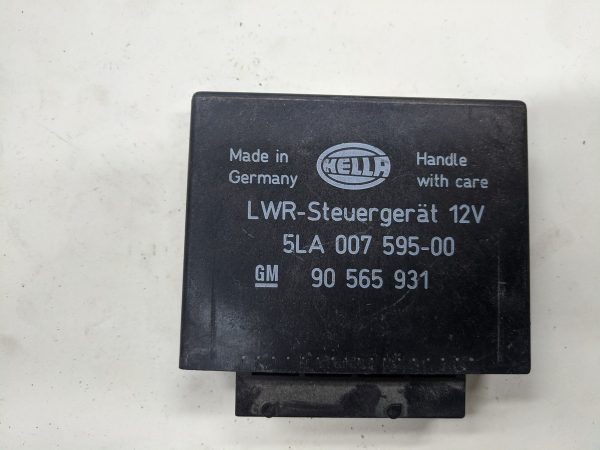 Made in HELLA Handle
Germany with care
LWR-Steuergerät 12V
5LA 007 595-00
GM 90 565 931